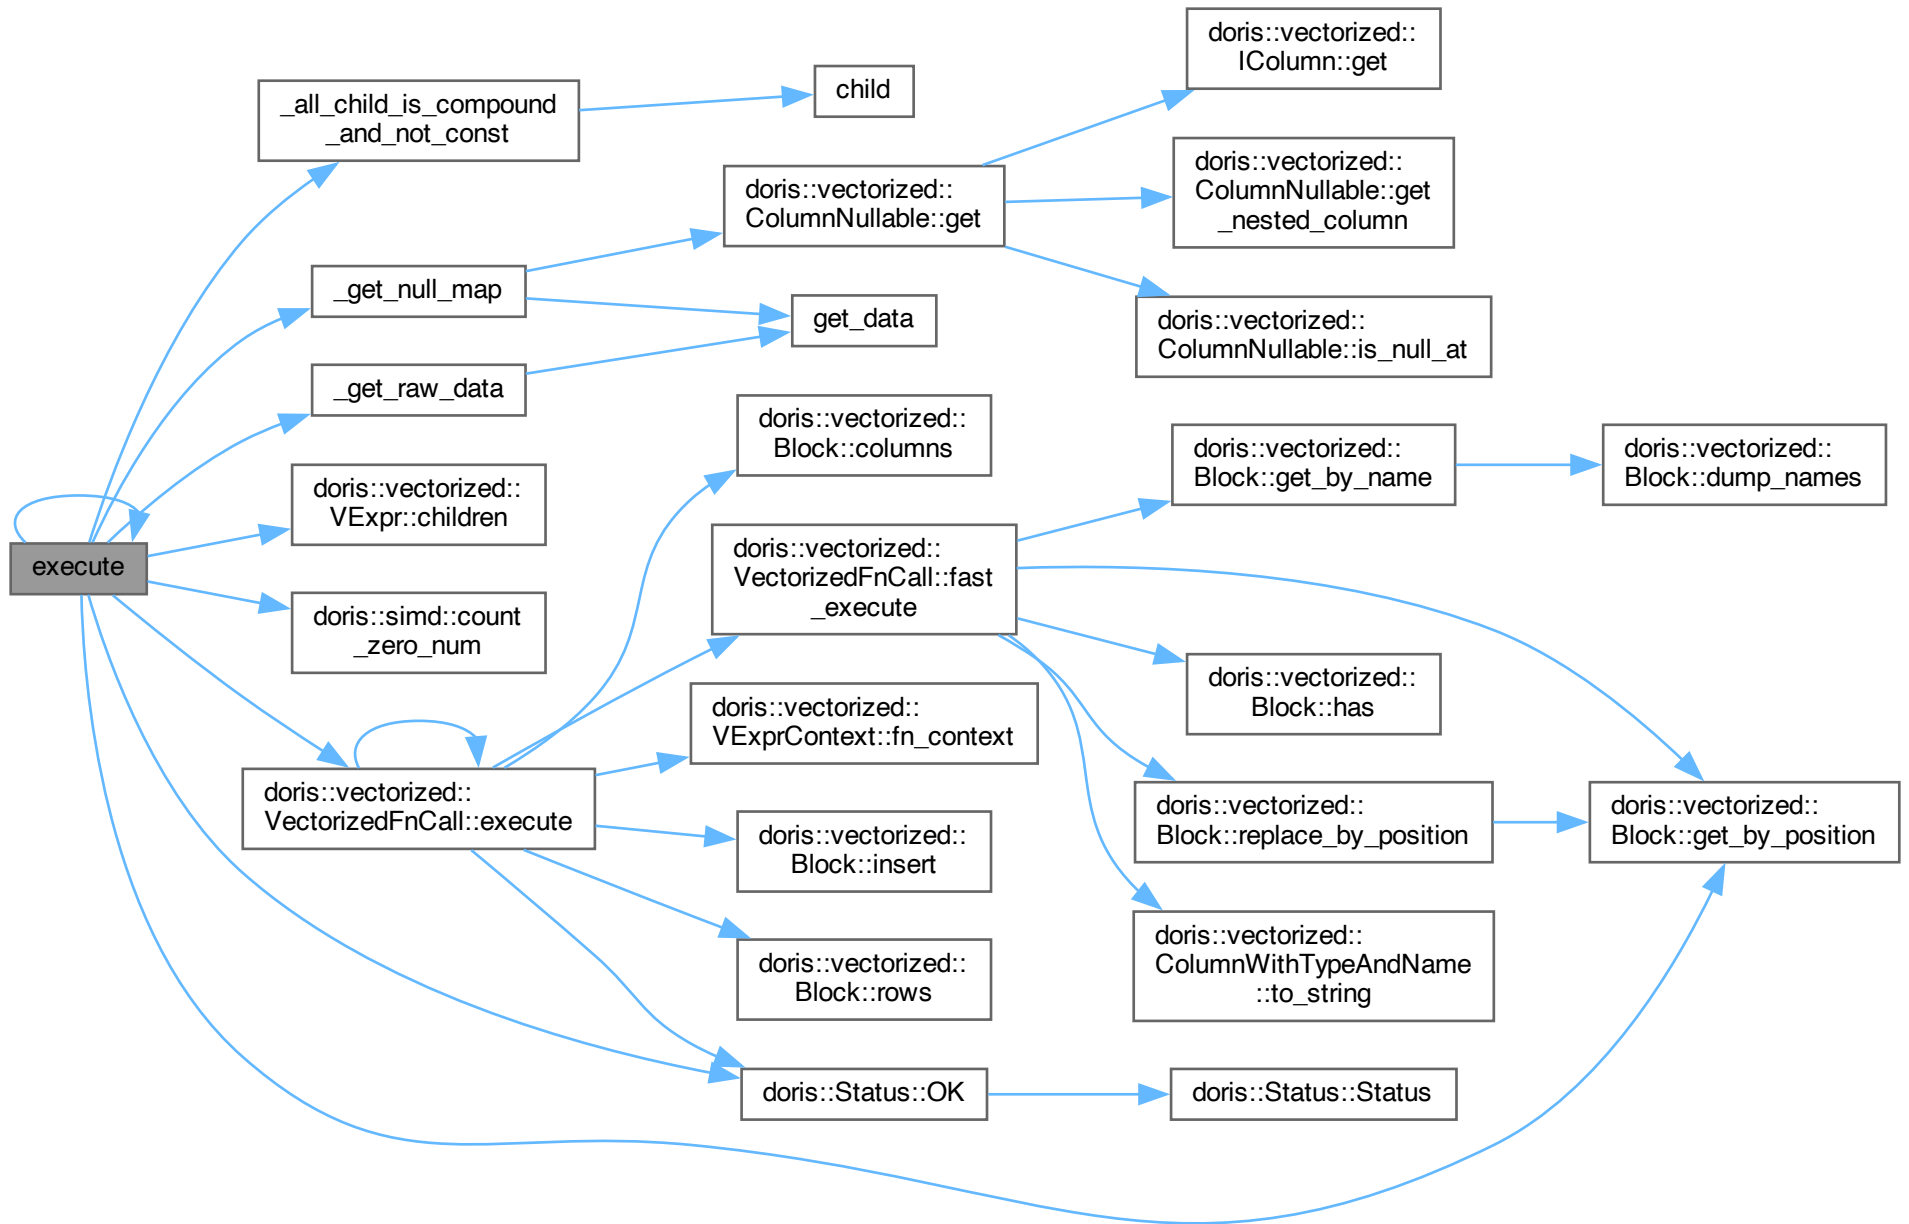 execute
_all_child_is_compound
_and_not_const
child
_get_null_map
_get_raw_data
doris::vectorized::
VExpr::children
doris::simd::count
_zero_num
doris::vectorized::
VectorizedFnCall::execute
doris::vectorized::
ColumnNullable::get
get_data
doris::vectorized::
Block::columns
doris::vectorized::
VectorizedFnCall::fast
_execute
doris::vectorized::
VExprContext::fn_context
doris::vectorized::
Block::insert
doris::vectorized::
Block::rows
doris::Status::OK
doris::vectorized::
IColumn::get
doris::vectorized::
ColumnNullable::get
_nested_column
doris::vectorized::
ColumnNullable::is_null_at
doris::vectorized::
Block::get_by_name
doris::vectorized::
Block::has
doris::vectorized::
Block::replace_by_position
doris::vectorized::
ColumnWithTypeAndName
::to_string
doris::Status::Status
doris::vectorized::
Block::dump_names
doris::vectorized::
Block::get_by_position